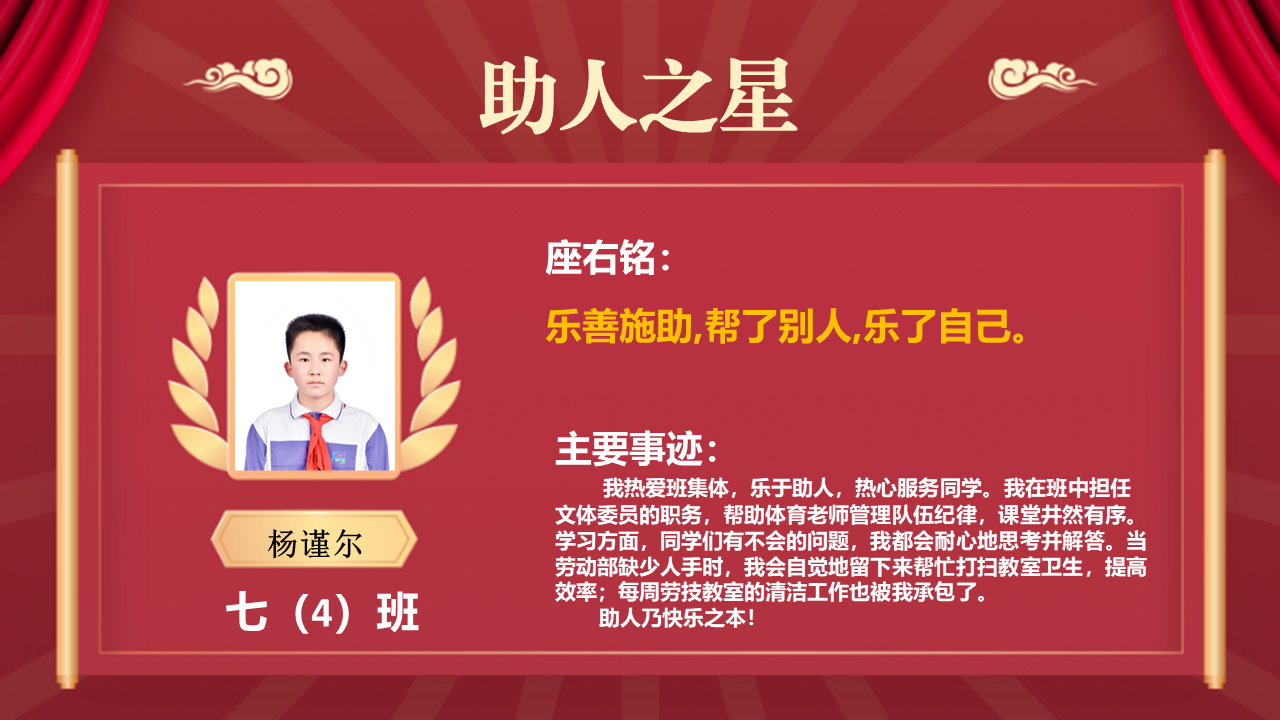 助人之星
座右铭：
乐善施助,帮了别人,乐了自己。
主要事迹：
我热爱班集体，乐于助人，热心服务同学。我在班中担任
文体委员的职务，帮助体育老师管理队伍纪律，课堂井然有序。
学习方面，同学们有不会的问题，我都会耐心地思考并解答。当
劳动部缺少人手时，我会自觉地留下来帮忙打扫教室卫生，提高
效率；每周劳技教室的清洁工作也被我承包了。
助人乃快乐之本！
杨谨尔
七（4）班